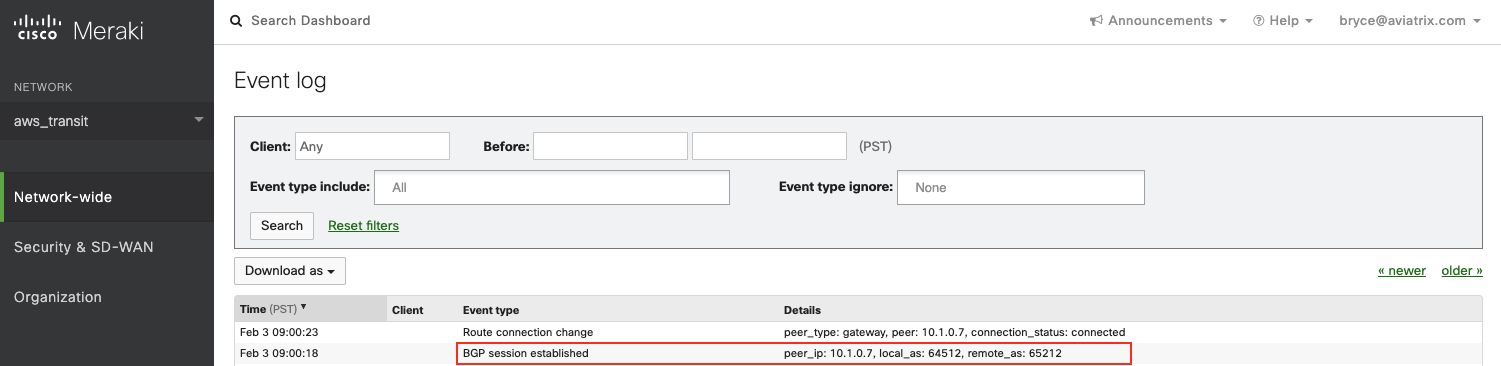 cisco Meraki
Search Dashboard
Announcements
Help
bryce@aviatrix.com
NETWORK
aws_transit
Network-wide
Security & SD-WAN
Organization
Event log
Client: Any Before: (PST)
Event type include: All Event type ignore: None
Search Reset filters
Download as
« newer older »
Time (PST) Client Event type Details
Feb 3 09:00:23 Route connection change peer_type: gateway, peer: 10.1.0.7, connection_status: connected
Feb 3 09:00:18 BGP session established peer_ip: 10.1.0.7, local_as: 64512, remote_as: 65212